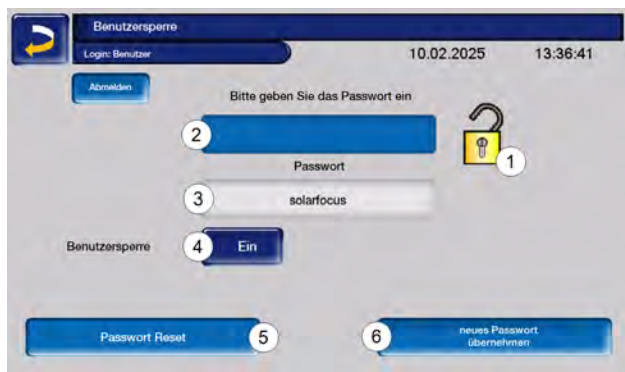 Benutzersperre
Login: Benutzer
10.02.2025 13:36:41
Abmelden
Bitte geben Sie das Passwort ein
2
1
Passwort
3 solarfocus
Benutzersperre 4 Ein
Passwort Reset 5
6 neues Passwort
übernehmen